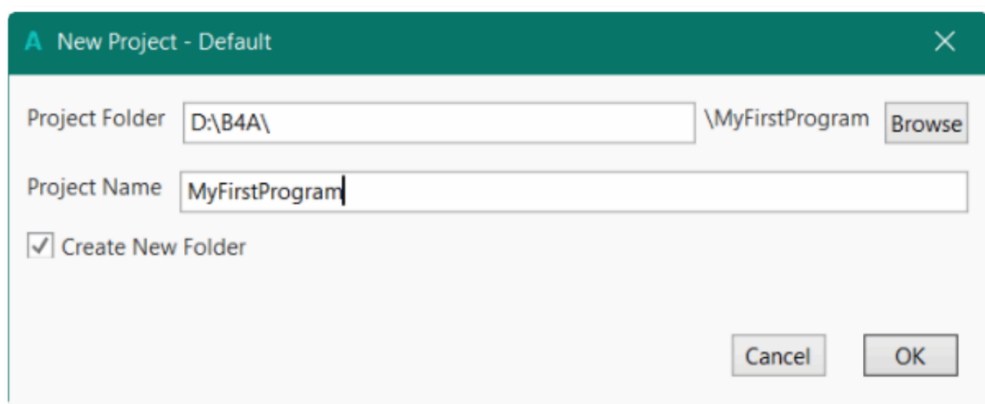 A New Project - Default
Project Folder D:\B4A\ \MyFirstProgram Browse
Project Name MyFirstProgram
Create New Folder
Cancel OK